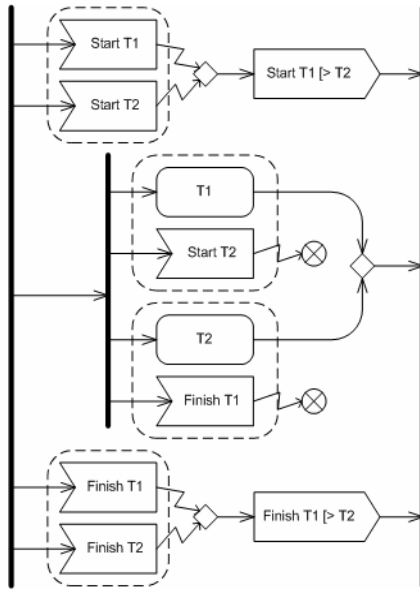 Start T1
Start T2
Start T1 [> T2
T1
Start T2
T2
Finish T1
Finish T1
Finish T2
Finish T1 [> T2